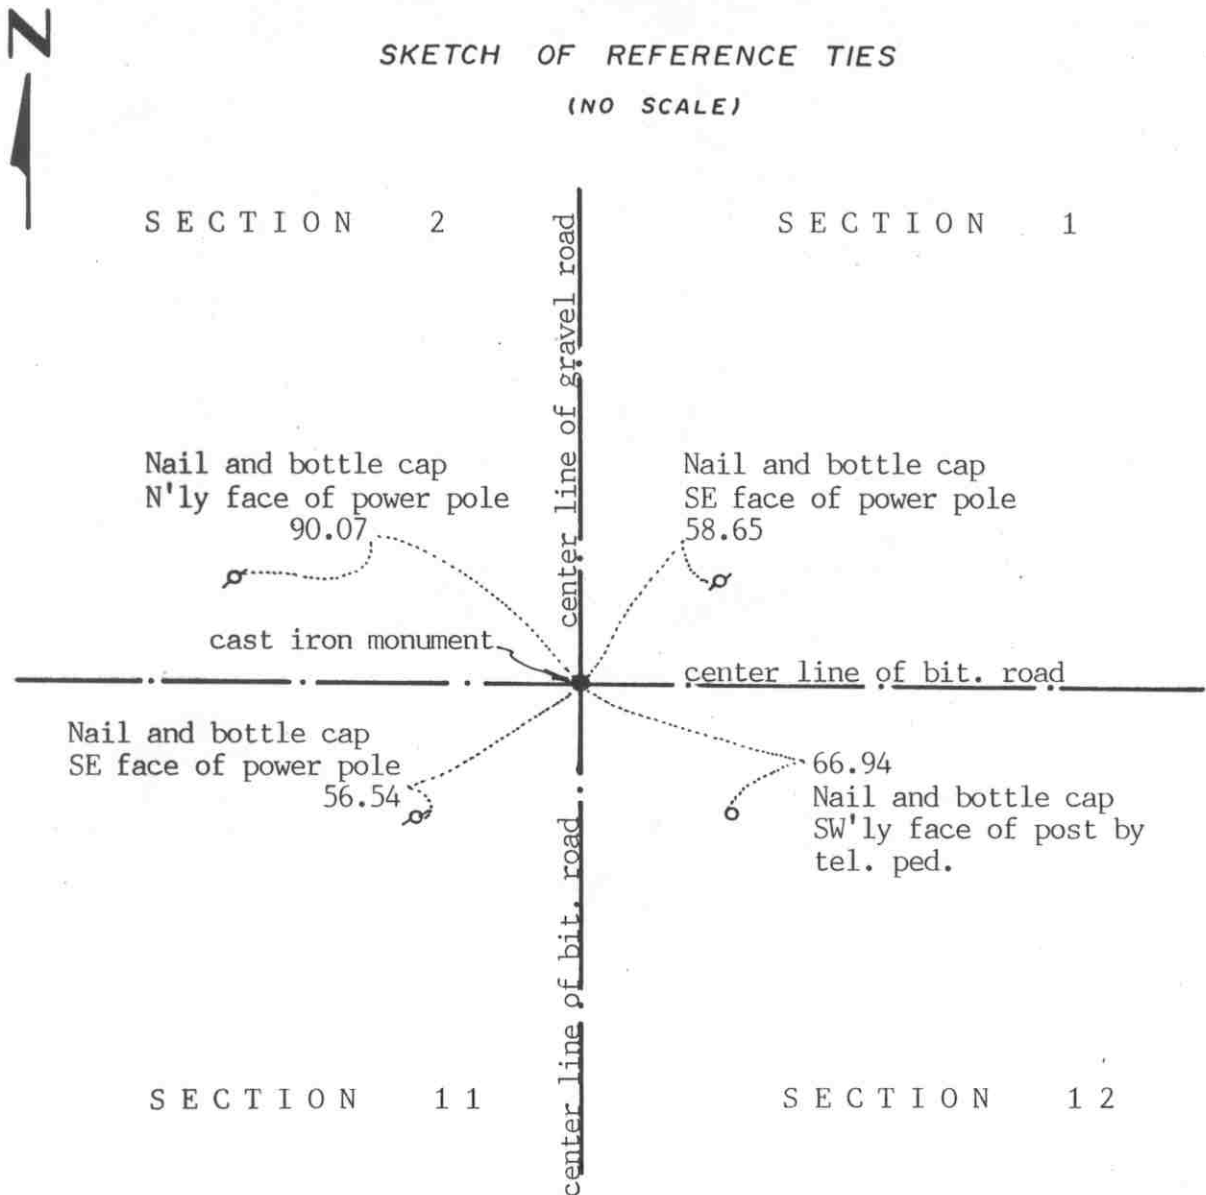 N
SKETCH OF REFERENCE TIES
(NO SCALE)
SECTION 2
SECTION 1
center line of gravel road
Nail and bottle cap
N'ly face of power pole
90.07
Nail and bottle cap
SE face of power pole
58.65
cast iron monument
center line of bit. road
Nail and bottle cap
SE face of power pole
56.54
66.94
Nail and bottle cap
SW'ly face of post by
tel. ped.
center line of bit. road
SECTION 11
SECTION 12